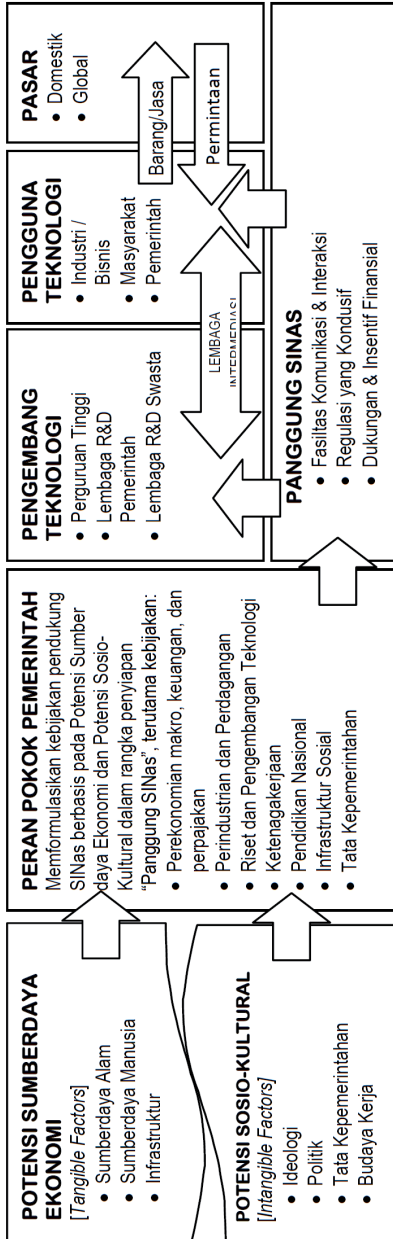 POTENSI SUMBERDAYA
EKONOMI
[Tangible Factors]
• Sumberdaya Alam
• Sumberdaya Manusia
• Infrastruktur
POTENSI SOSIO-KULTURAL
[Intangible Factors]
• Ideologi
• Politik
• Tata Kepemerintahan
• Budaya Kerja
PERAN POKOK PEMERINTAH
Memformulasikan kebijakan pendukung
SINas berbasis pada Potensi Sumber
daya Ekonomi dan Potensi Sosio-
Kultural dalam rangka penyiapan
“Panggung SINas”, terutama kebijakan:
• Perekonomian makro, keuangan, dan
perpajakan
• Perindustrian dan Perdagangan
• Riset dan Pengembangan Teknologi
• Ketenagakerjaan
• Pendidikan Nasional
• Infrastruktur Sosial
• Tata Kepemerintahan
PENGEMBANG
TEKNOLOGI
• Perguruan Tinggi
• Lembaga R&D
Pemerintah
• Lembaga R&D Swasta
LEMBAGA
INTERMEDIASI
PENGGUNA
TEKNOLOGI
• Industri /
Bisnis
• Masyarakat
• Pemerintah
PASAR
• Domestik
• Global
Barang/Jasa
Permintaan
PANGGUNG SINAS
• Fasiltas Komunikasi & Interaksi
• Regulasi yang Kondusif
• Dukungan & Insentif Finansial